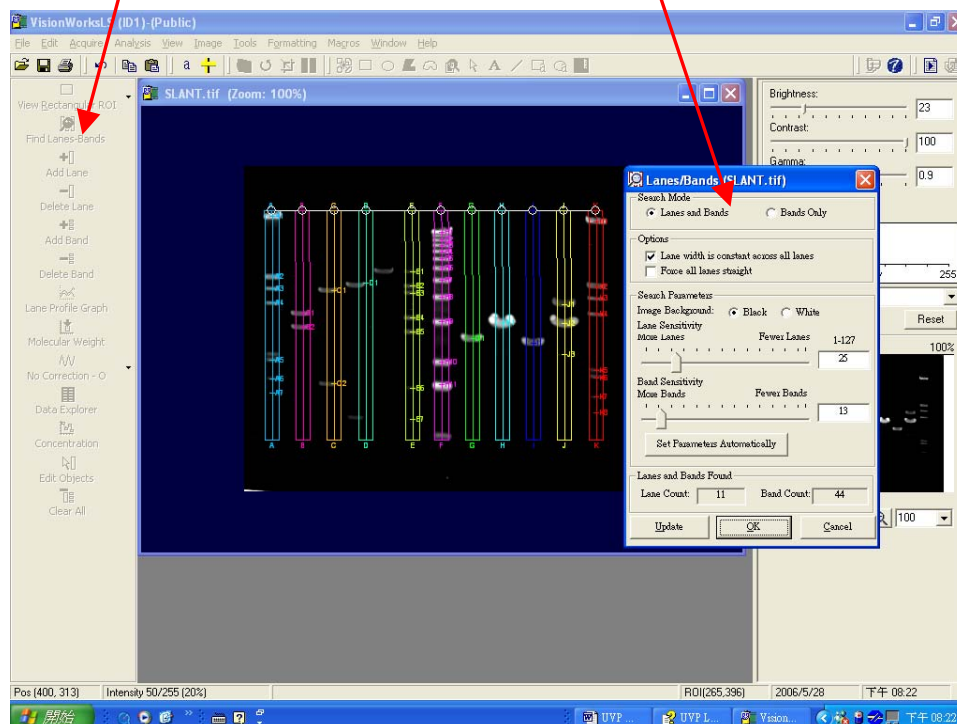 VisionWorksLS (ID1)-(Public)
File Edit Acquire Analysis View Image Tools Formatting Macros Window Help
View Rectangular ROI
Find Lanes-Bands
Add Lane
Delete Lane
Add Band
Delete Band
Lane Profile Graph
Molecular Weight
No Correction - O
Data Explorer
Concentration
Edit Objects
Clear All
SLANT.tif (Zoom: 100%)
A B C D E F G H I J K
Brightness:
23
Contrast:
100
Gamma:
0.9
255
Reset
100%
100
Lanes/Bands (SLANT.tif)
Search Mode
Lanes and Bands Bands Only
Options
Lane width is constant across all lanes
Force all lanes straight
Search Parameters
Image Background: Black White
Lane Sensitivity
More Lanes Fewer Lanes 1-127
25
Band Sensitivity
More Bands Fewer Bands
13
Set Parameters Automatically
Lanes and Bands Found
Lane Count: 11 Band Count: 44
Update OK Cancel
Pos (400, 313) Intensity 50/255 (20%) ROI(265,396) 2006/5/28 下午 08:22
開始 UVP ... UVP L... Vision... 下午 08:22